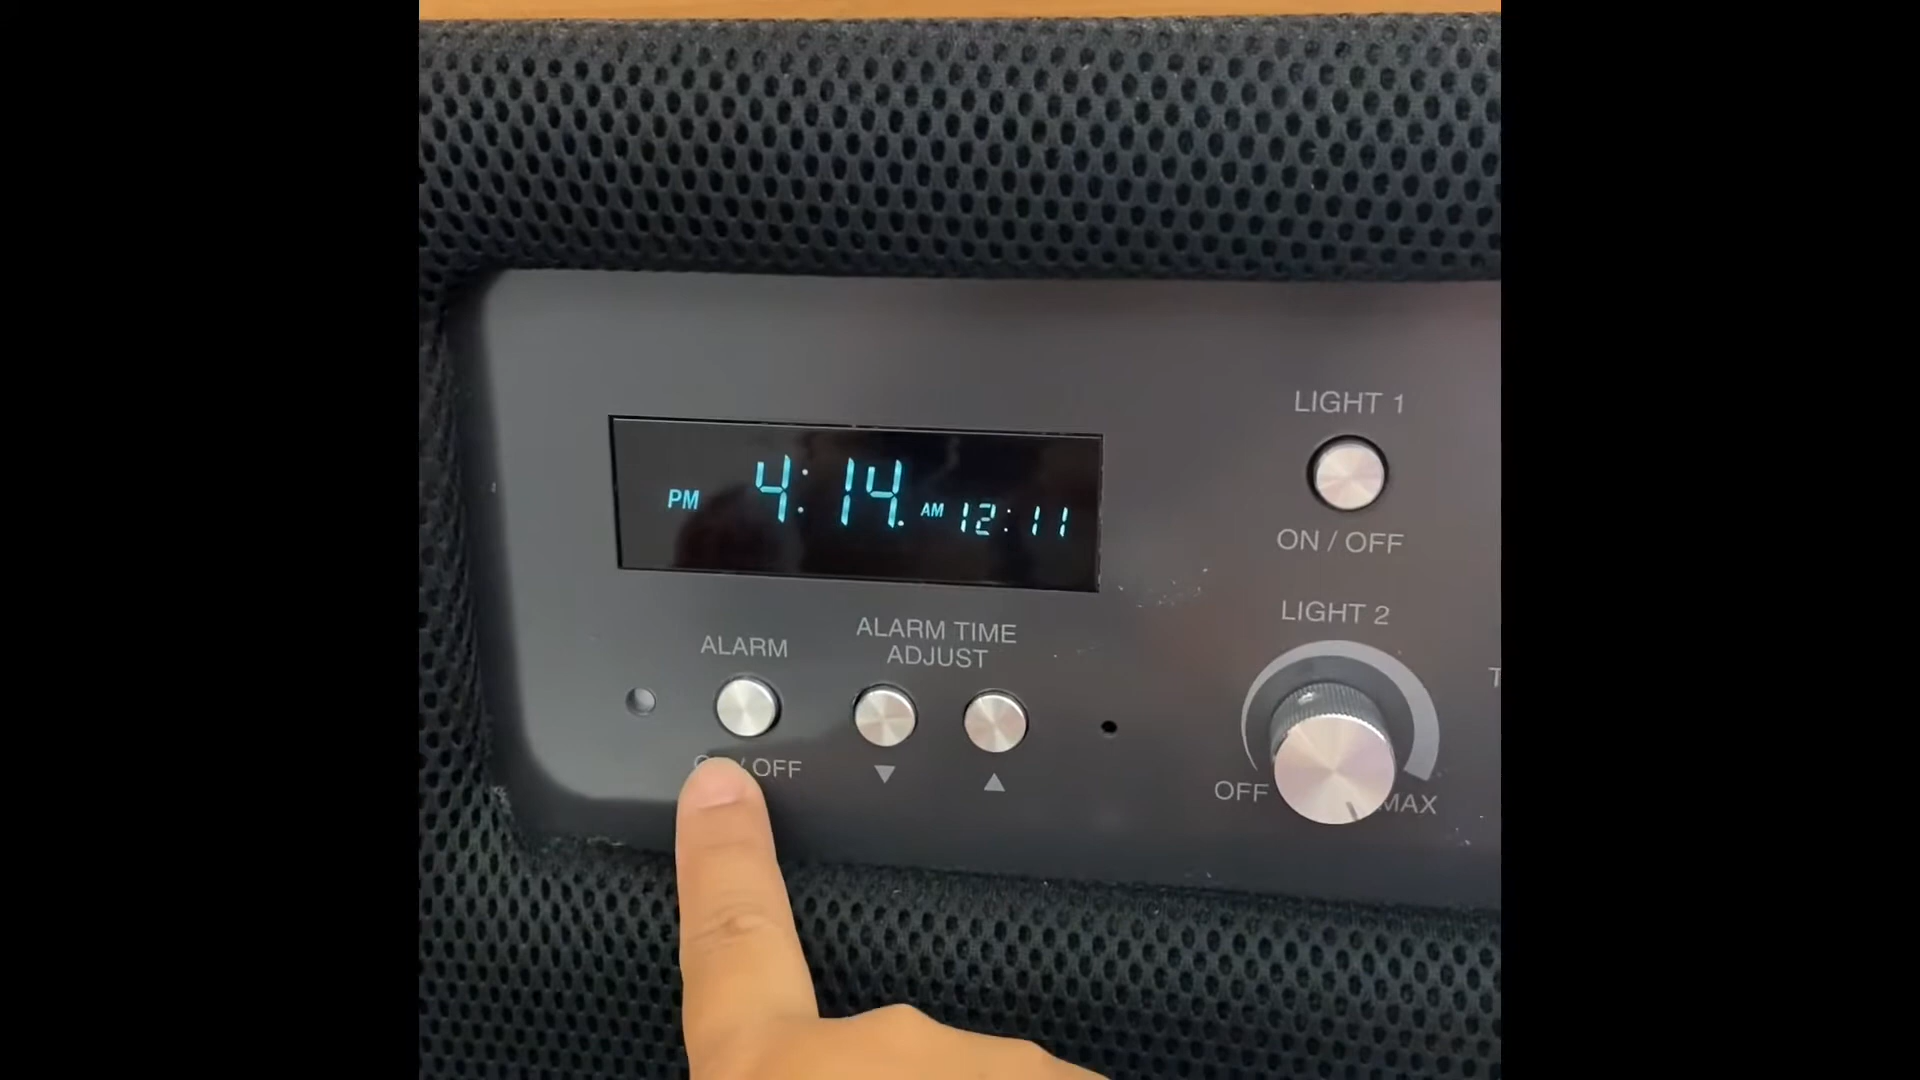 PM 4:14. AM 12:11
LIGHT 1
ON / OFF
LIGHT 2
OFF
MAX
ALARM
/ OFF
ALARM TIME
ADJUST
▼ ▲